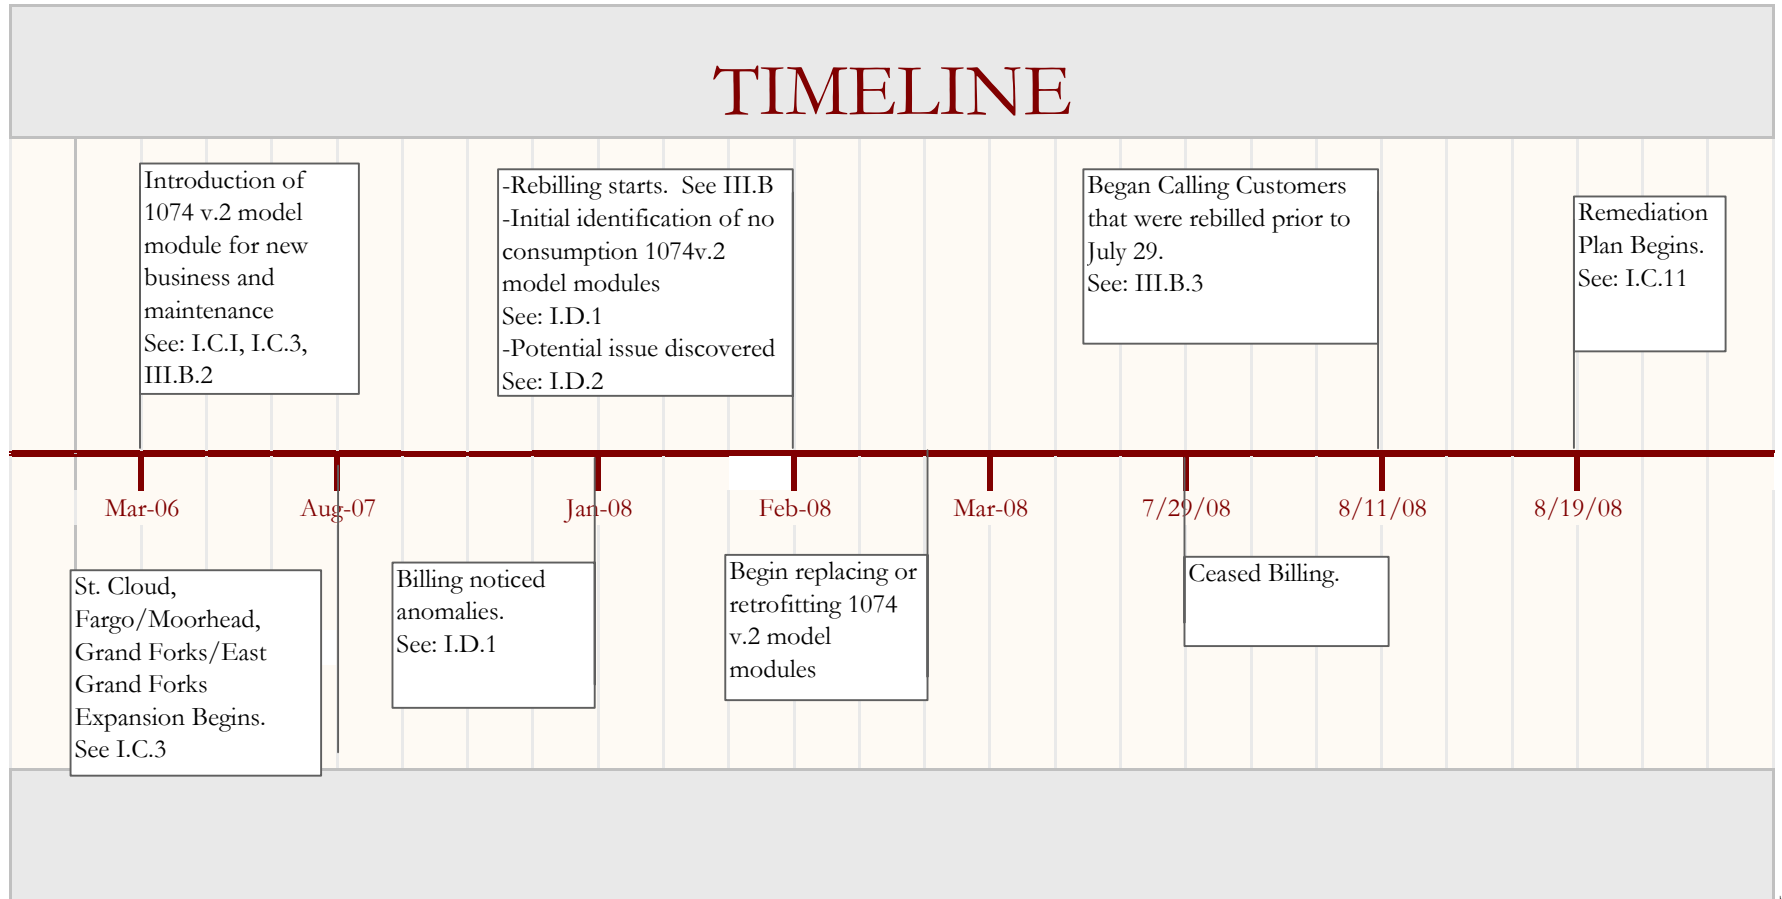 TIMELINE
Introduction of
1074 v.2 model
module for new
business and
maintenance
See: I.C.I, I.C.3,
III.B.2
-Rebilling starts.  See III.B
-Initial identification of no
consumption 1074v.2
model modules
See: I.D.1
-Potential issue discovered
See: I.D.2
Began Calling Customers
that were rebilled prior to
July 29.
See: III.B.3
Remediation
Plan Begins.
See: I.C.11
Mar-06
Aug-07
Jan-08
Feb-08
Mar-08
7/29/08
8/11/08
8/19/08
St. Cloud,
Fargo/Moorhead,
Grand Forks/East
Grand Forks
Expansion Begins.
See I.C.3
Billing noticed
anomalies.
See: I.D.1
Begin replacing or
retrofitting 1074
v.2 model
modules
Ceased Billing.